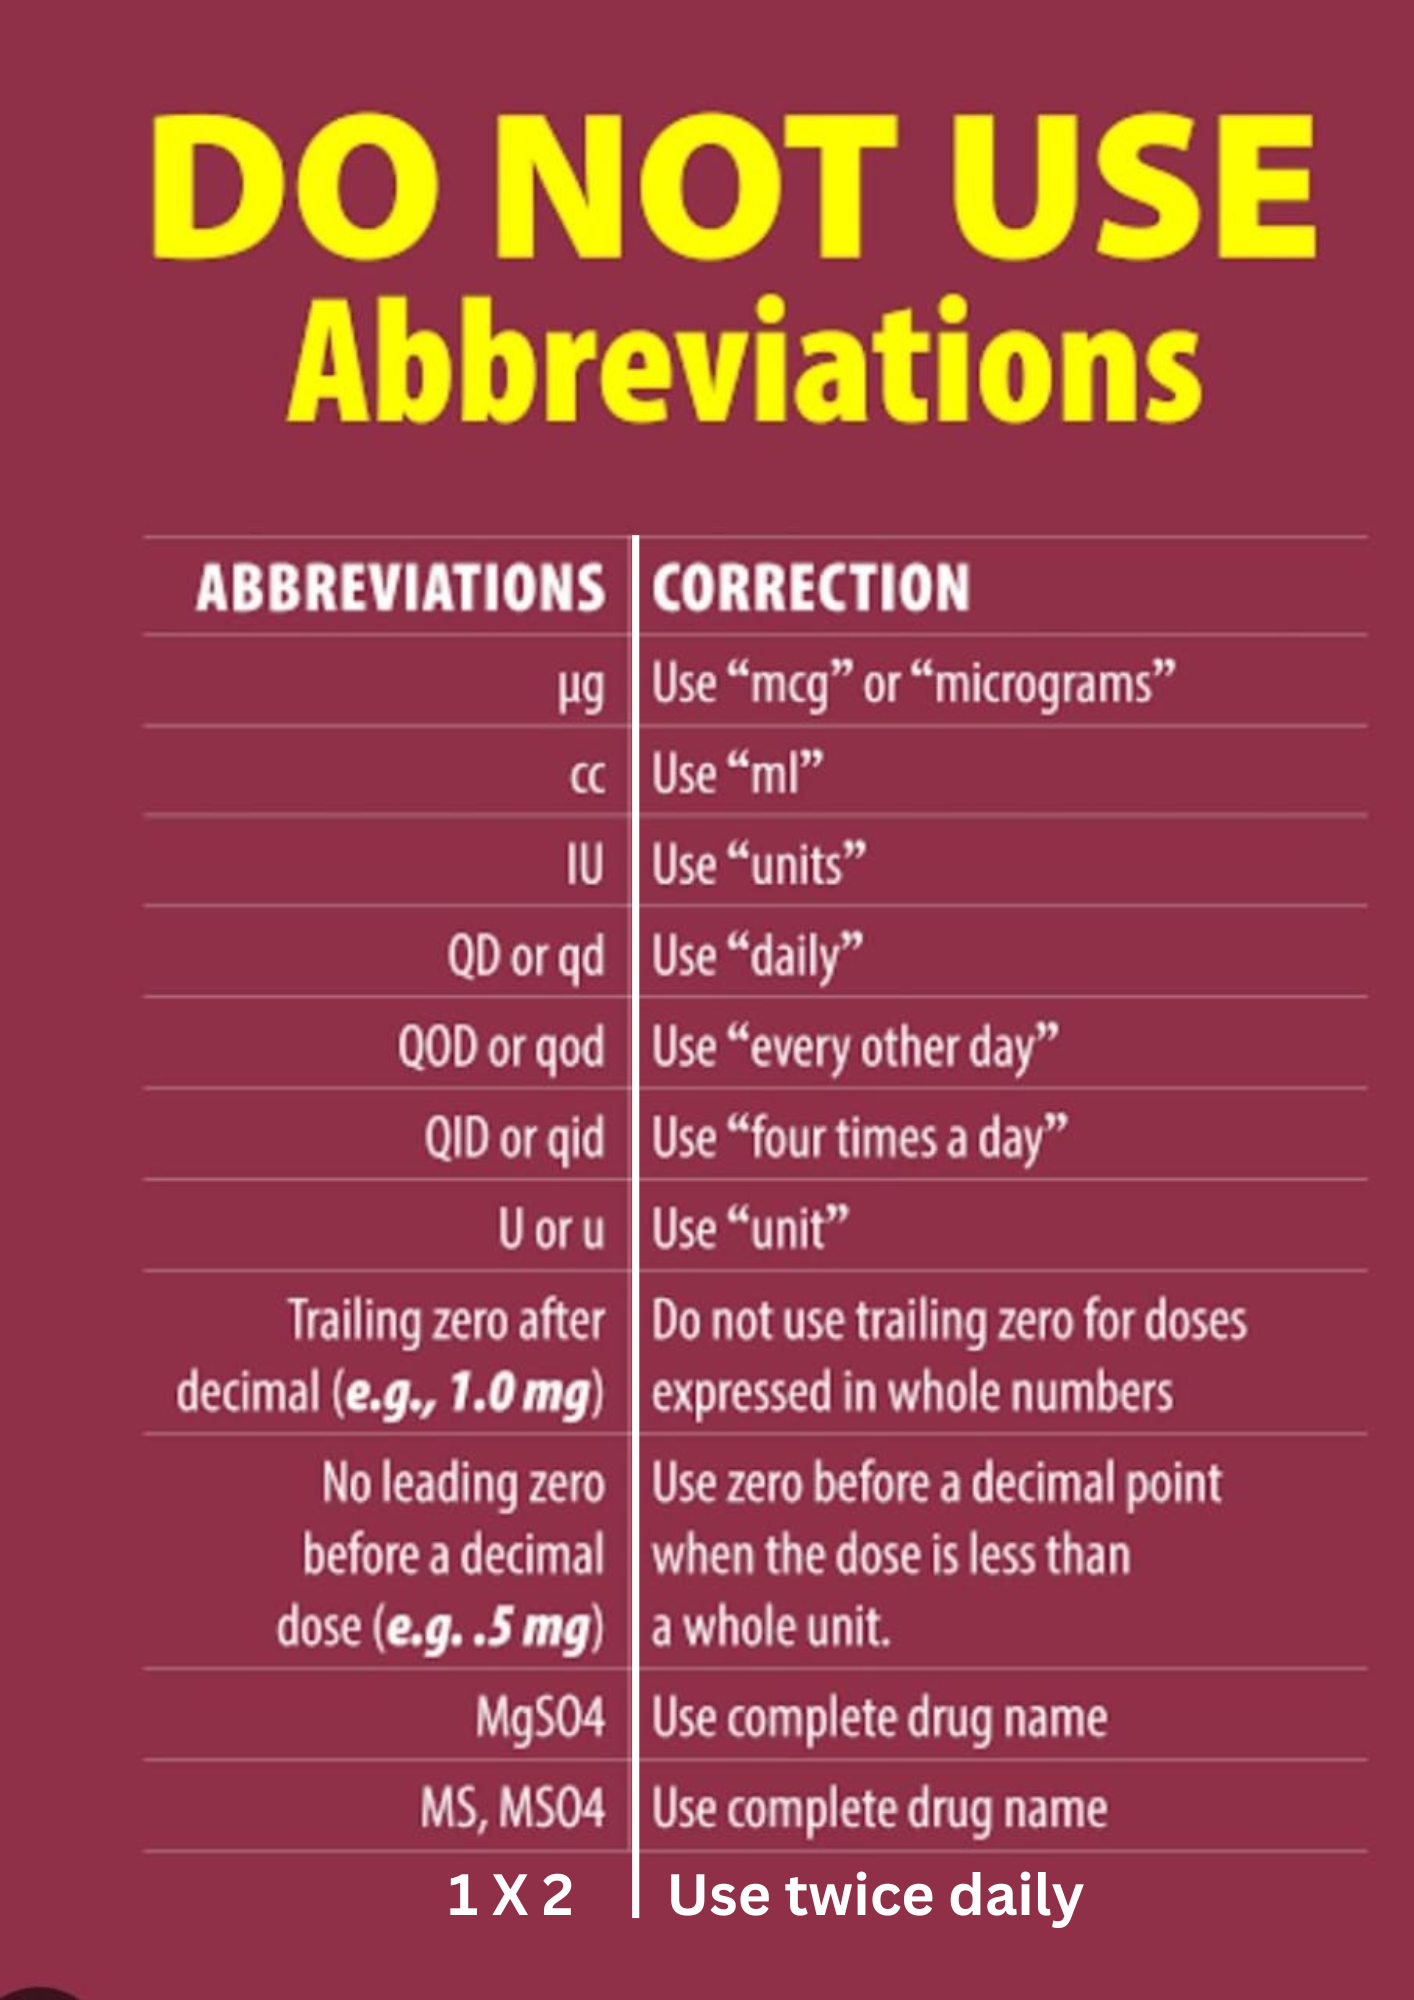 DO NOT USE
Abbreviations
ABBREVIATIONS CORRECTION
µg Use “mcg” or “micrograms”
cc Use “ml”
IU Use “units”
QD or qd Use “daily”
QOD or qod Use “every other day”
QID or qid Use “four times a day”
U or u Use “unit”
Trailing zero after Do not use trailing zero for doses
decimal (e.g., 1.0 mg) expressed in whole numbers
No leading zero Use zero before a decimal point
before a decimal when the dose is less than
dose (e.g. .5 mg) a whole unit.
MgSO4 Use complete drug name
MS, MSO4 Use complete drug name
1 X 2 Use twice daily